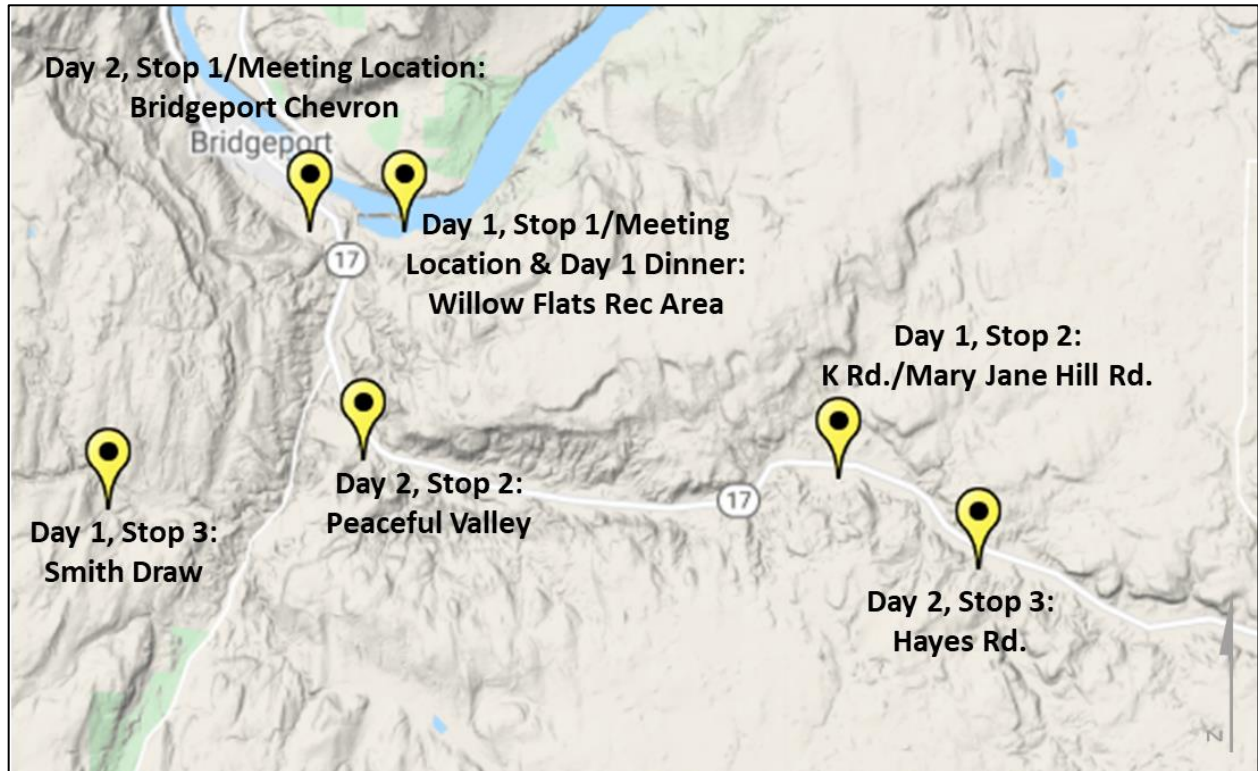 Day 2, Stop 1/Meeting Location:
Bridgeport Chevron
Bridgeport
17
Day 1, Stop 1/Meeting
Location & Day 1 Dinner:
Willow Flats Rec Area
Day 1, Stop 2:
K Rd./Mary Jane Hill Rd.
Day 2, Stop 2:
Peaceful Valley
17
Day 1, Stop 3:
Smith Draw
Day 2, Stop 3:
Hayes Rd.
N